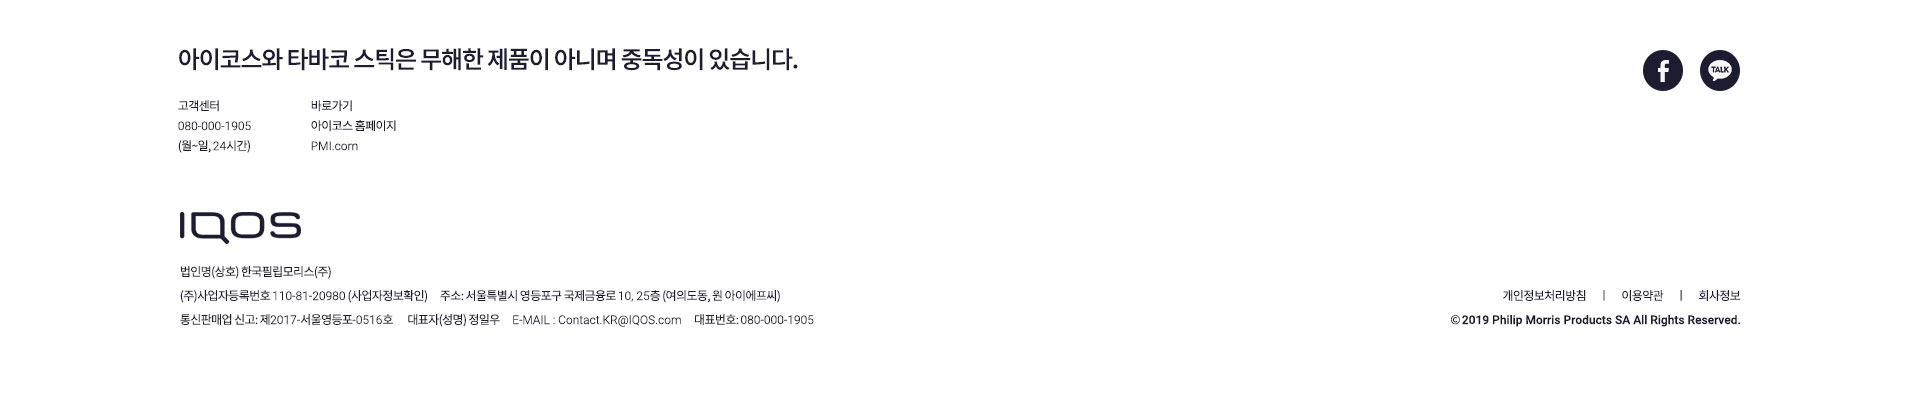 아이코스와 타바코 스틱은 무해한 제품이 아니며 중독성이 있습니다.
TALK
고객센터
080-000-1905
(월~일, 24시간)
바로가기
아이코스 홈페이지
PMI.com
IQOS
법인명(상호) 한국필립모리스(주)
(주)사업자등록번호 110-81-20980 (사업자정보확인) 주소: 서울특별시 영등포구 국제금융로 10, 25층 (여의도동, 원 아이에프씨)
통신판매업 신고: 제2017-서울영등포-0516호 대표자(성명) 정일우 E-MAIL : Contact.KR@IQOS.com 대표번호: 080-000-1905
개인정보처리방침 | 이용약관 | 회사정보
©2019 Philip Morris Products SA All Rights Reserved.